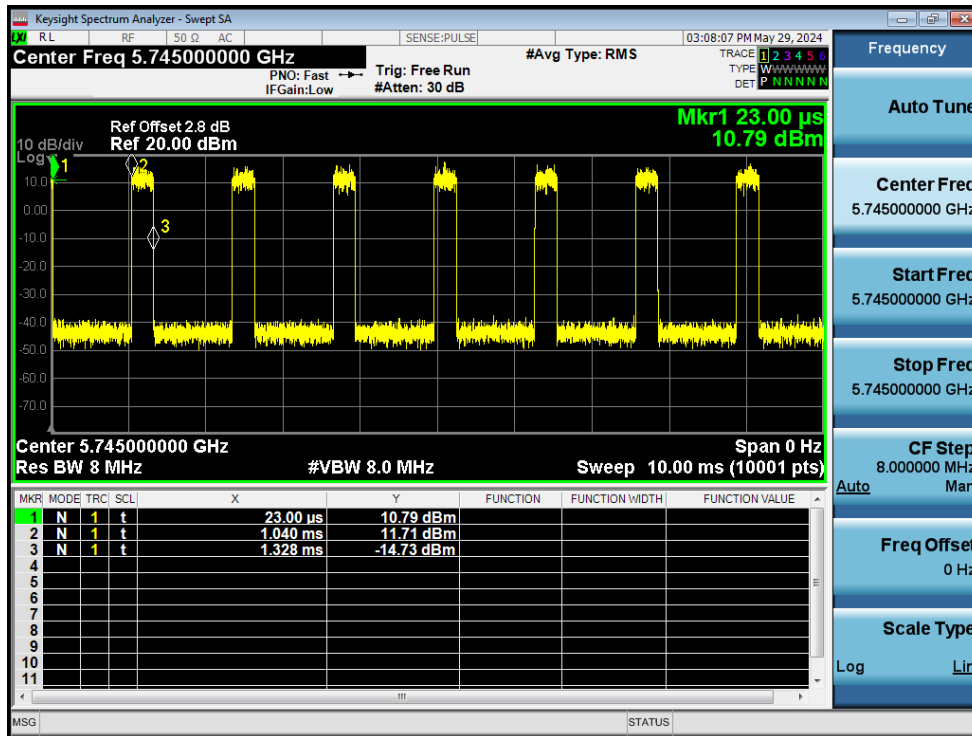 Keysight Spectrum Analyzer - Swept SA
LXI RL RF 50 Ω AC SENSE:PULSE 03:08:07 PM May 29, 2024
Center Freq 5.745000000 GHz
#Avg Type: RMS
TRACE 1 2 3 4 5 6
PNO: Fast Trig: Free Run
TYPE WWWWWW
IFGain:Low #Atten: 30 dB
DET P N N N N N
Mkr1 23.00 µs
10.79 dBm
Ref Offset 2.8 dB
10 dB/div Ref 20.00 dBm
Log
1
2
3
10.0
0.00
-10.0
-20.0
-30.0
-40.0
-50.0
-60.0
-70.0
Center 5.745000000 GHz Span 0 Hz
Res BW 8 MHz #VBW 8.0 MHz Sweep 10.00 ms (10001 pts)
MKR MODE TRC SCL X Y FUNCTION FUNCTION WIDTH FUNCTION VALUE
1 N 1 t 23.00 µs 10.79 dBm
2 N 1 t 1.040 ms 11.71 dBm
3 N 1 t 1.328 ms -14.73 dBm
4
5
6
7
8
9
10
11
MSG STATUS
Frequency
Auto Tune
Center Freq
5.745000000 GHz
Start Freq
5.745000000 GHz
Stop Freq
5.745000000 GHz
CF Step
8.000000 MHz
Auto Man
Freq Offset
0 Hz
Scale Type
Log Lin